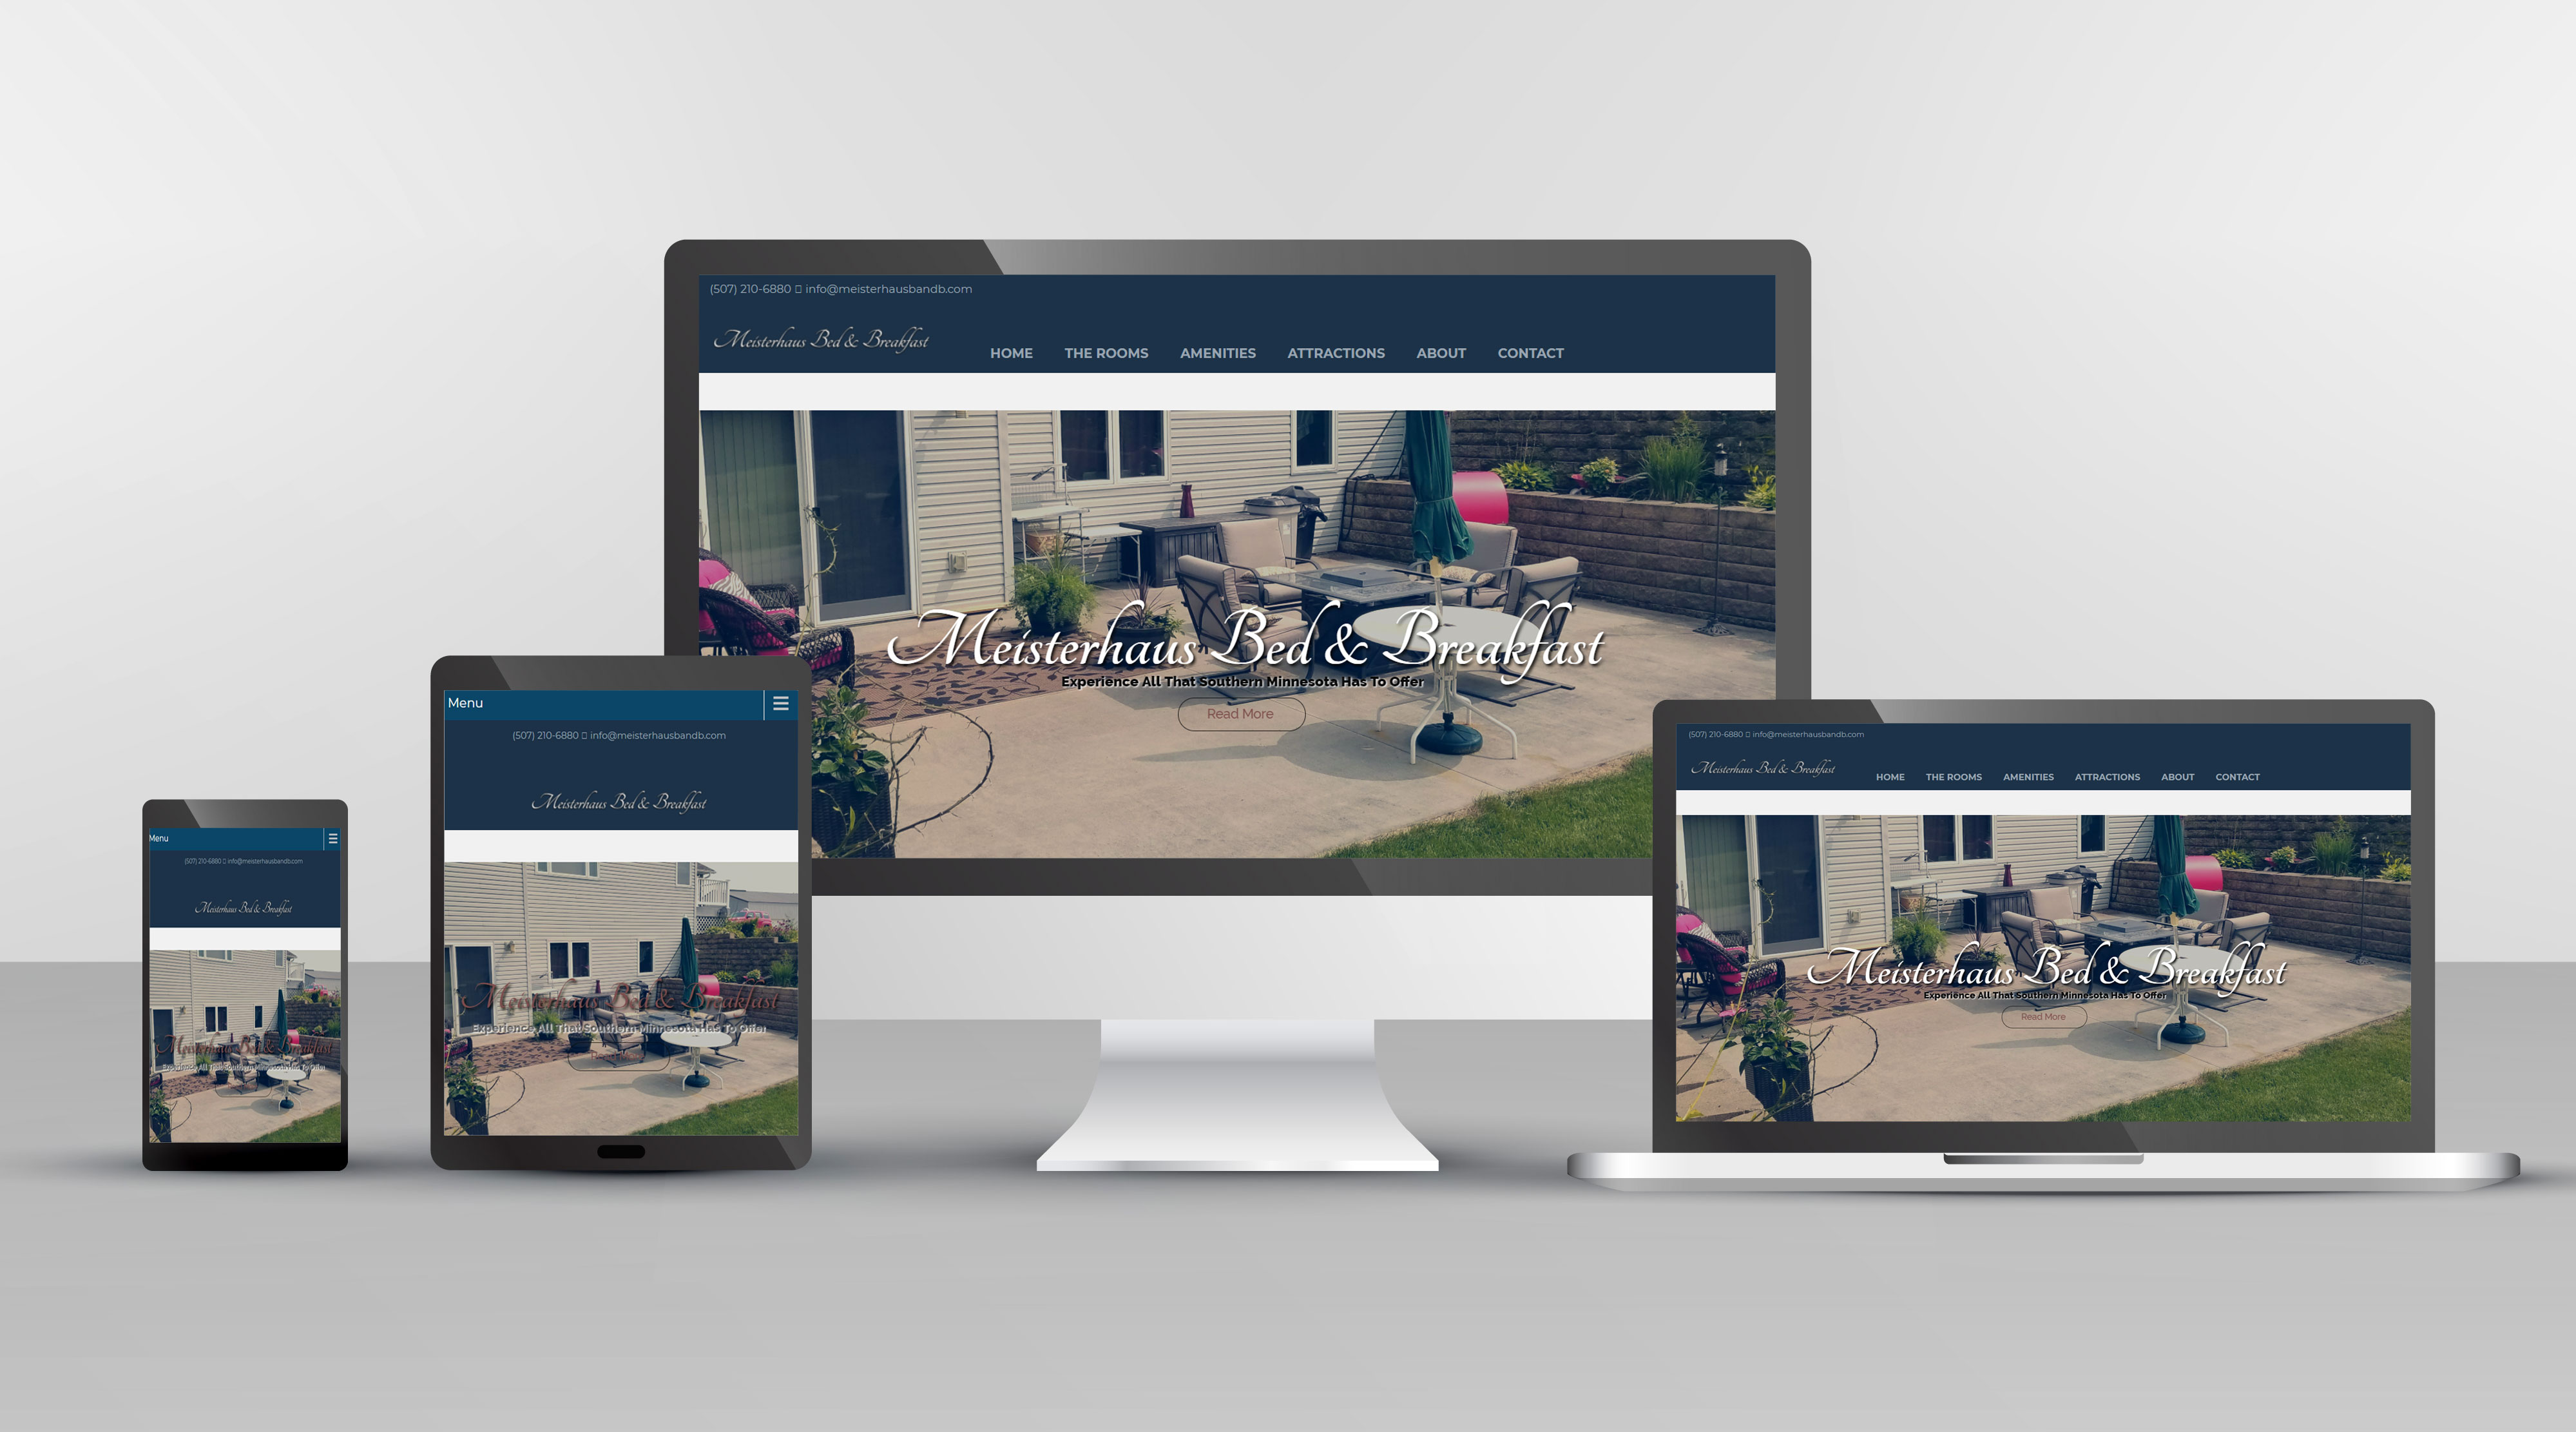 (507) 210-6880 ▯ info@meisterhausbandb.com
Meisterhaus Bed & Breakfast
HOME THE ROOMS AMENITIES ATTRACTIONS ABOUT CONTACT
Meisterhaus Bed & Breakfast
Experience All That Southern Minnesota Has To Offer
Read More
Menu
(507) 210-6880 ▯ info@meisterhausbandb.com
Meisterhaus Bed & Breakfast
Meisterhaus Bed & Breakfast
Experience All That Southern Minnesota Has To Offer
Menu
(507) 210-6880 ▯ info@meisterhausbandb.com
Meisterhaus Bed & Breakfast
Meisterhaus Bed & Breakfast
Experience All That Southern Minnesota Has To Offer
(507) 210-6880 ▯ info@meisterhausbandb.com
Meisterhaus Bed & Breakfast
HOME THE ROOMS AMENITIES ATTRACTIONS ABOUT CONTACT
Meisterhaus Bed & Breakfast
Experience All That Southern Minnesota Has To Offer
Read More